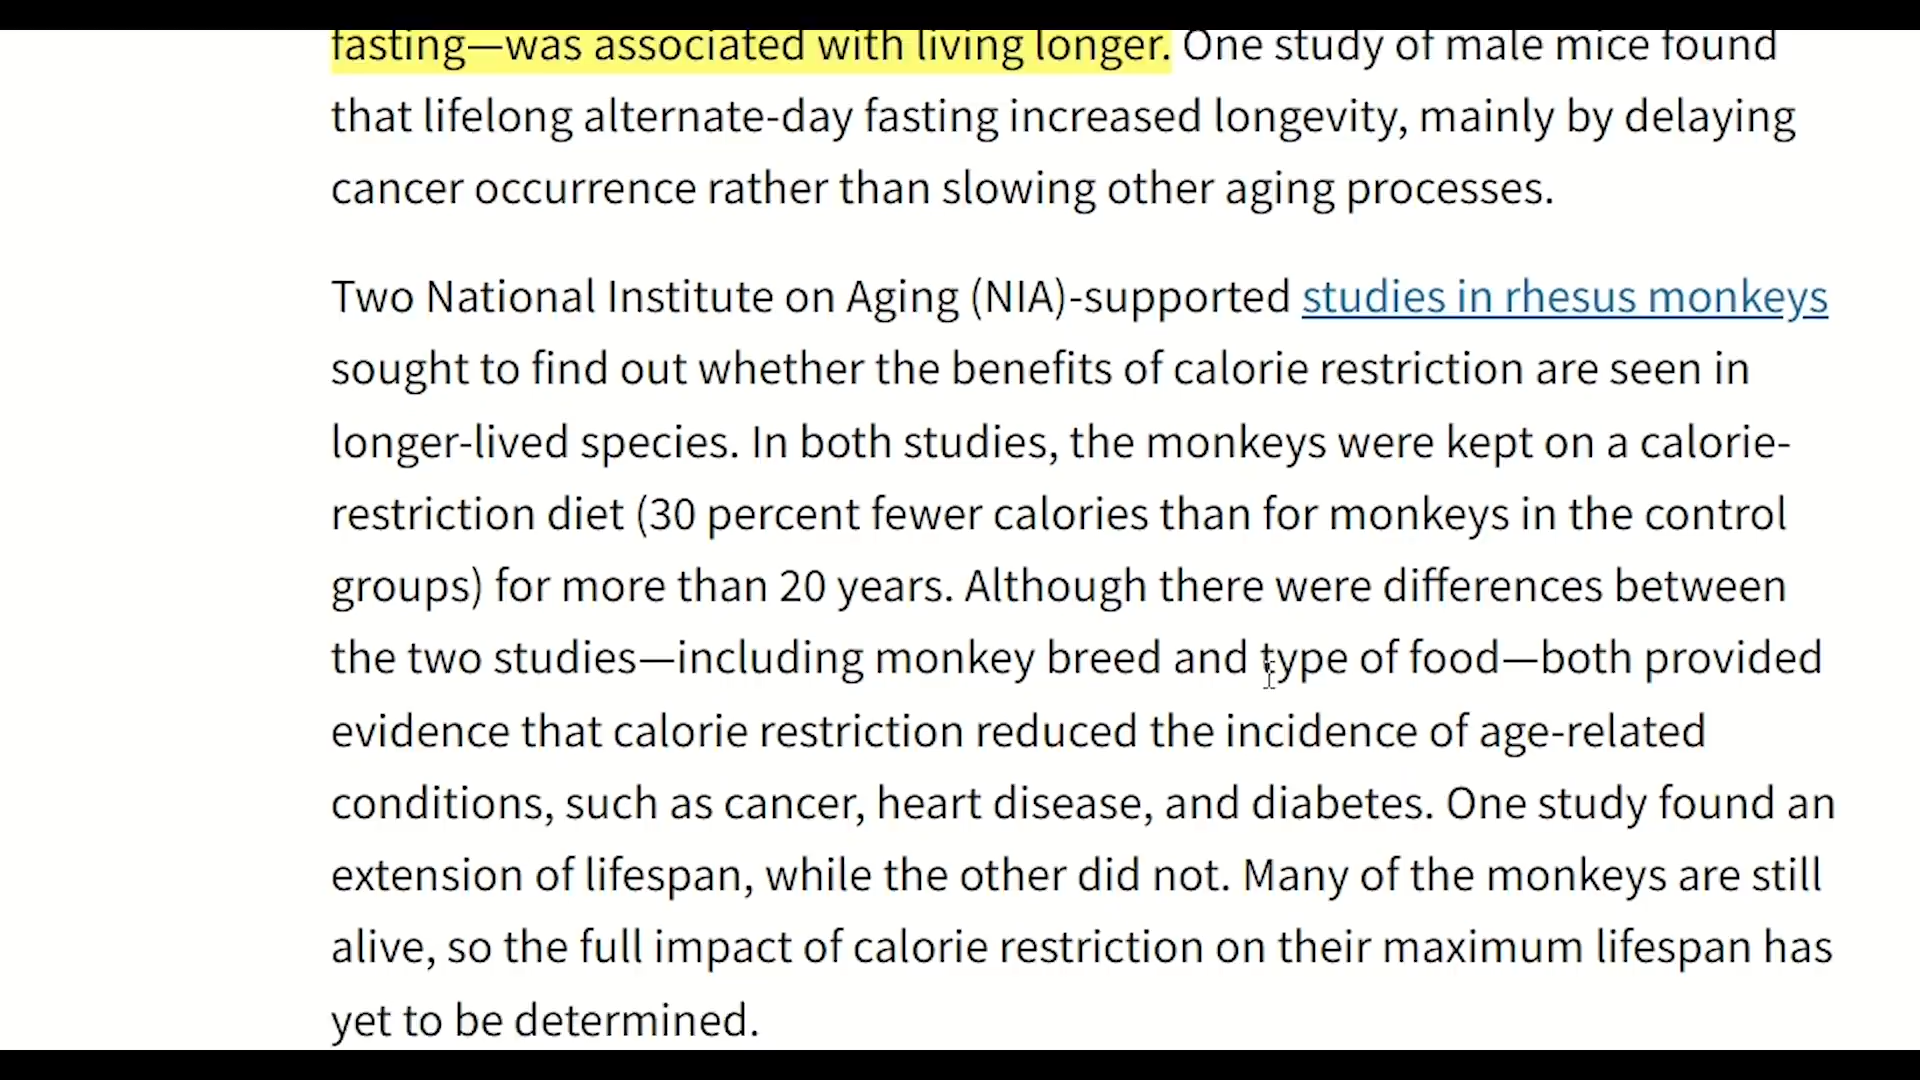 fasting—was associated with living longer. One study of male mice found
that lifelong alternate-day fasting increased longevity, mainly by delaying
cancer occurrence rather than slowing other aging processes.
Two National Institute on Aging (NIA)-supported studies in rhesus monkeys
sought to find out whether the benefits of calorie restriction are seen in
longer-lived species. In both studies, the monkeys were kept on a calorie-
restriction diet (30 percent fewer calories than for monkeys in the control
groups) for more than 20 years. Although there were differences between
the two studies—including monkey breed and type of food—both provided
evidence that calorie restriction reduced the incidence of age-related
conditions, such as cancer, heart disease, and diabetes. One study found an
extension of lifespan, while the other did not. Many of the monkeys are still
alive, so the full impact of calorie restriction on their maximum lifespan has
yet to be determined.